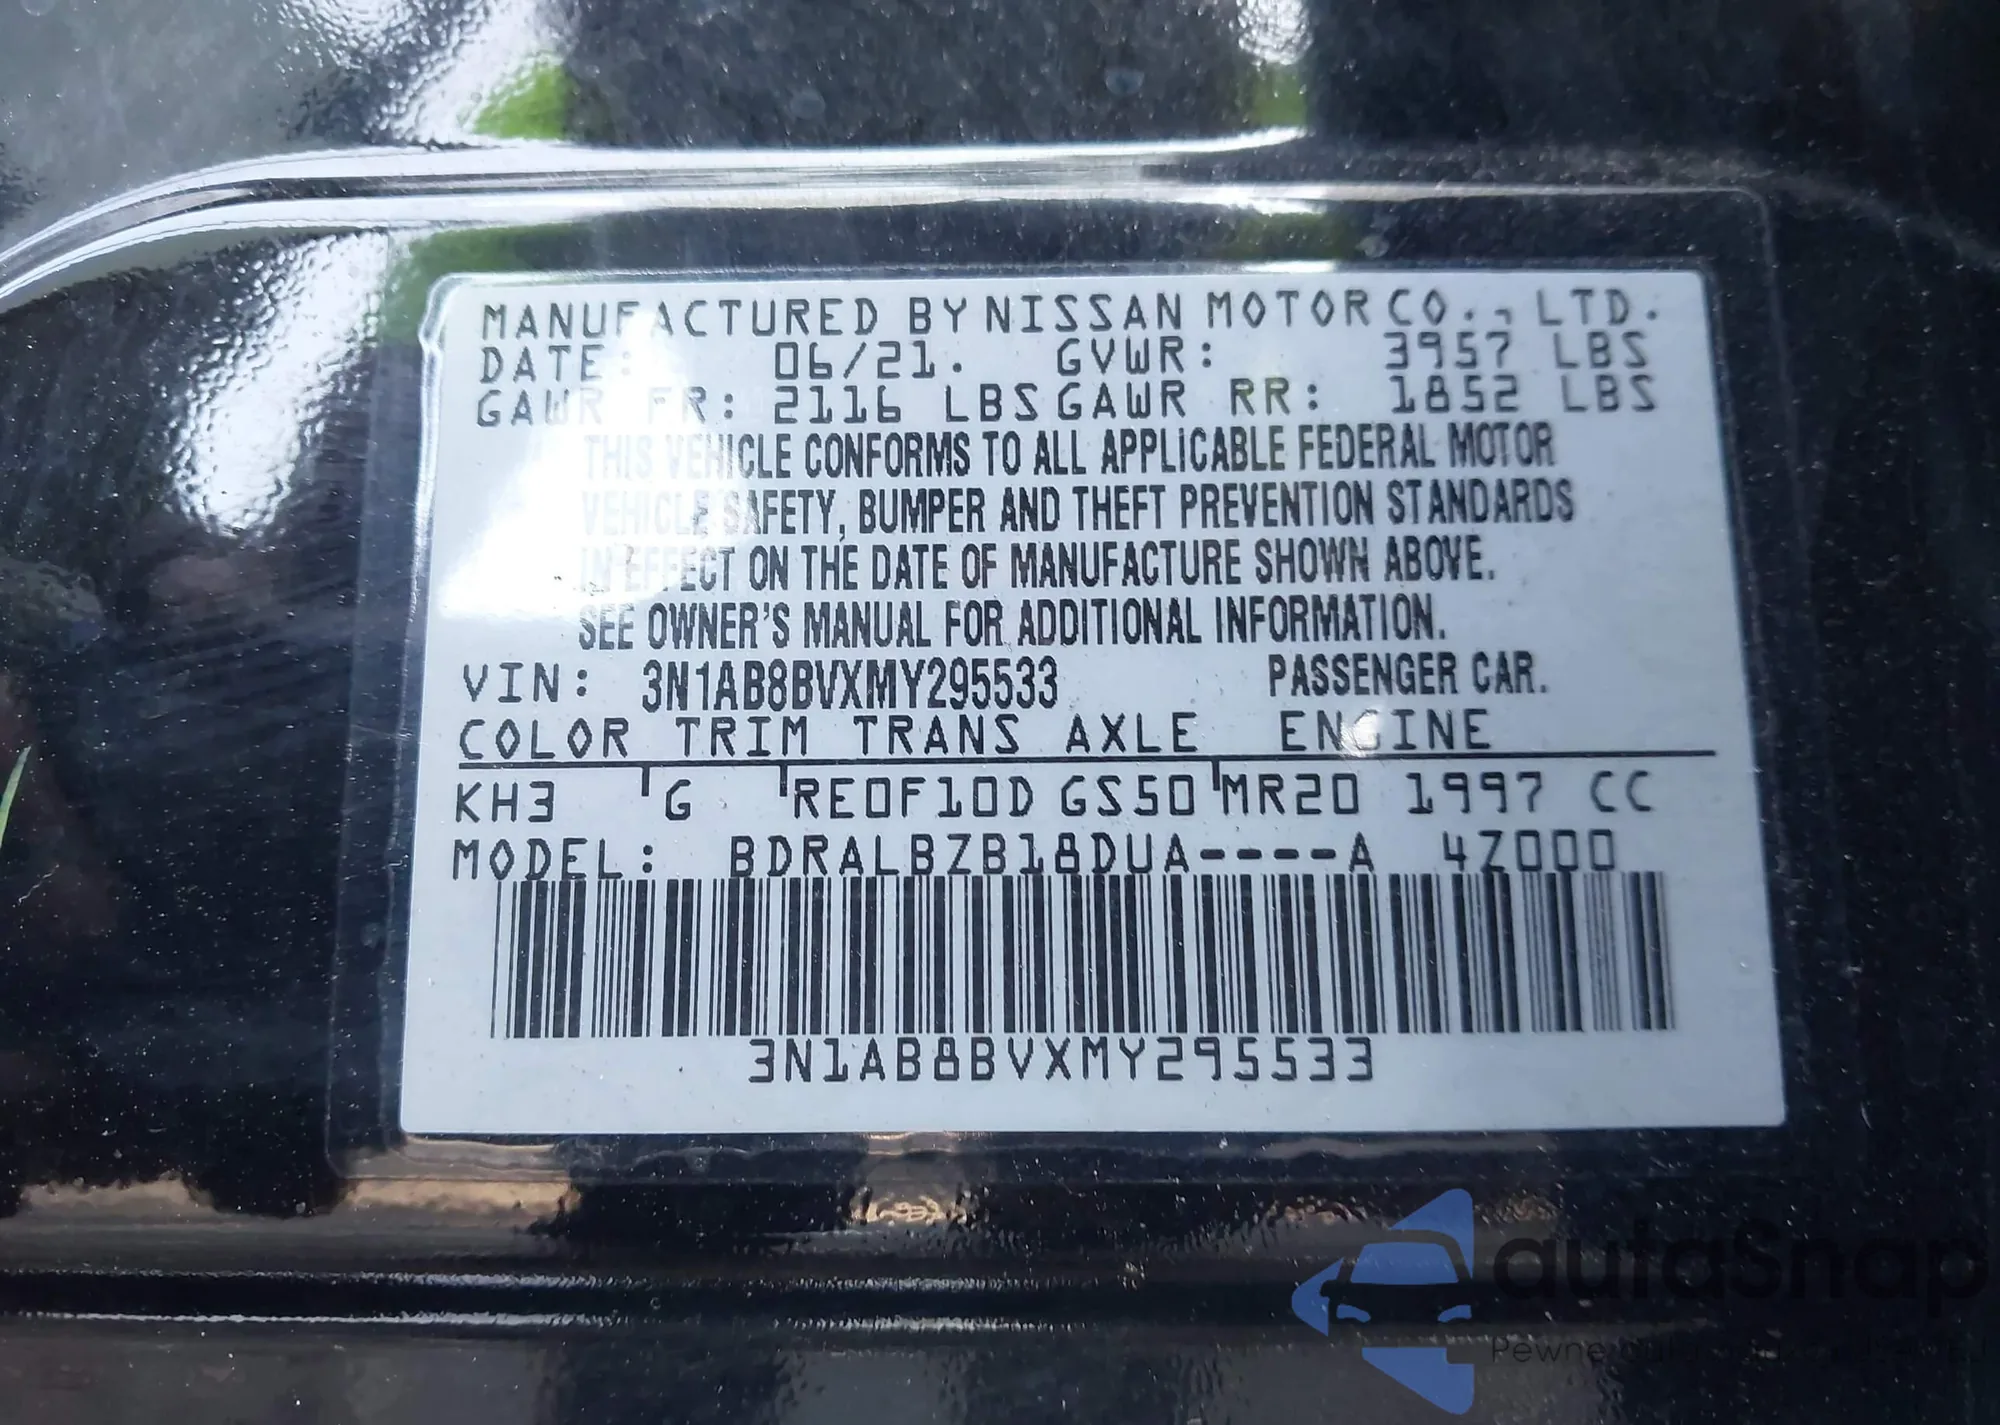 MANUFACTURED BY NISSAN MOTOR CO., LTD.
DATE: 06/21. GVWR: 3957 LBS
GAWR FR: 2116 LBS GAWR RR: 1852 LBS
THIS VEHICLE CONFORMS TO ALL APPLICABLE FEDERAL MOTOR
VEHICLE SAFETY, BUMPER AND THEFT PREVENTION STANDARDS
IN EFFECT ON THE DATE OF MANUFACTURE SHOWN ABOVE.
SEE OWNER'S MANUAL FOR ADDITIONAL INFORMATION.
VIN: 3N1AB8BVXMY295533 PASSENGER CAR.
COLOR TRIM TRANS AXLE ENGINE
KH3 G RE0F10D GS50 MR20 1997 CC
MODEL: BDRALBZB18DUA----A 4Z000
3N1AB8BVXMY295533
autaSnap
Pewne